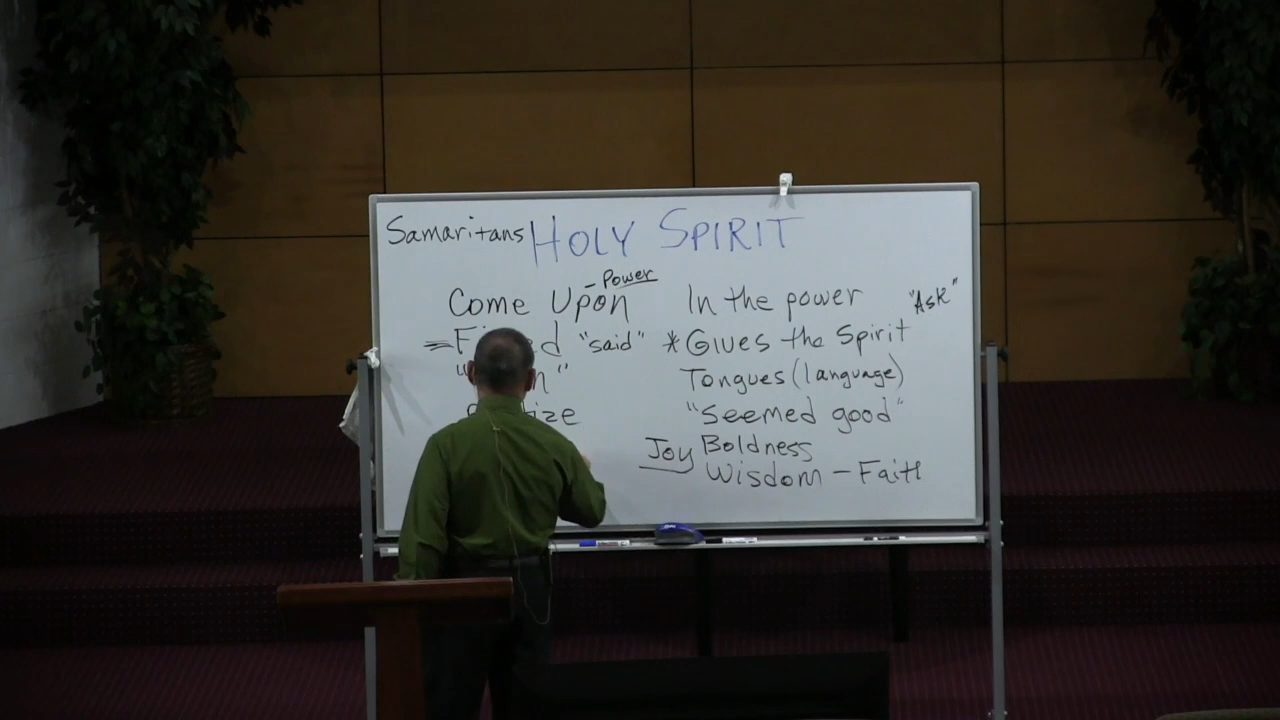 Samaritans HOLY SPIRIT
- Power
Come Upon
"said"
In the power "Ask"
*Gives the Spirit
Tongues (language)
"Seemed good"
Joy Boldness
Wisdom - Faith